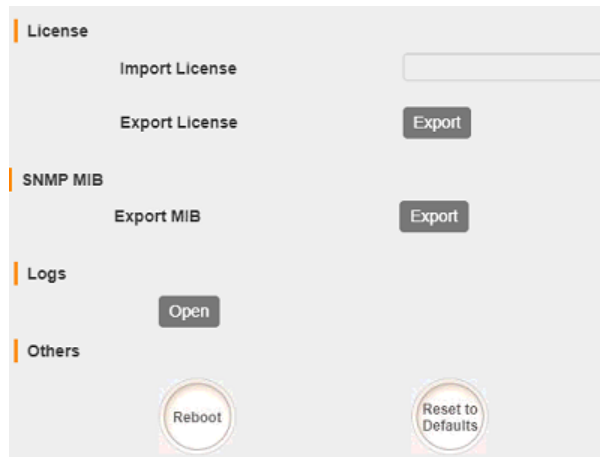 License
Import License
Export License Export
SNMP MIB
Export MIB Export
Logs
Open
Others
Reboot
Reset to
Defaults